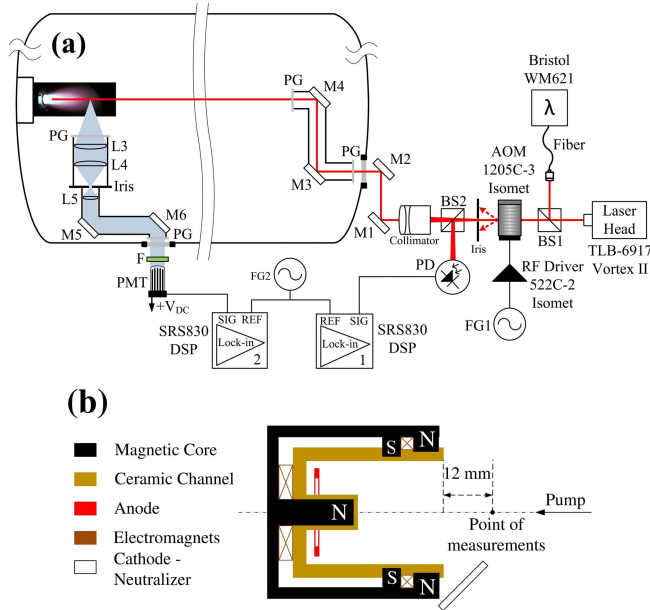 (a)
Bristol
WM621
λ
Fiber
PG
M4
AOM
1205C-3
Isomet
PG
M2
PG
L3
L4
Iris
L5
M3
BS2
M6
M5
PG
M1
Collimator
Iris
BS1
Laser
Head
TLB-6917
Vortex II
F
PD
RF Driver
522C-2
Isomet
PMT
FG2
+VDC
FG1
SIG REF
REF SIG
SRS830
DSP
Lock-in
2
SRS830
DSP
Lock-in
1
(b)
Magnetic Core
Ceramic Channel
Anode
Electromagnets
Cathode -
Neutralizer
S
N
12 mm
N
Pump
Point of
measurements
S
N